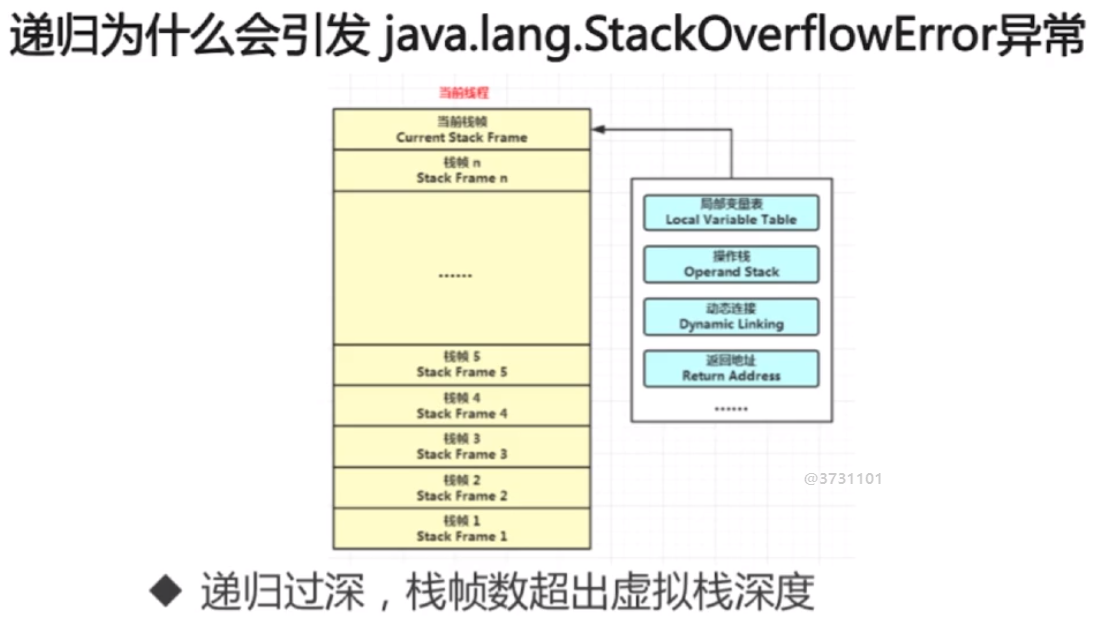 递归为什么会引发 java.lang.StackOverflowError异常
当前线程
当前栈帧
Current Stack Frame
栈帧 n
Stack Frame n
......
栈帧 5
Stack Frame 5
栈帧 4
Stack Frame 4
栈帧 3
Stack Frame 3
栈帧 2
Stack Frame 2
栈帧 1
Stack Frame 1
局部变量表
Local Variable Table
操作栈
Operand Stack
动态连接
Dynamic Linking
返回地址
Return Address
......
@3731101
◆ 递归过深，栈帧数超出虚拟栈深度